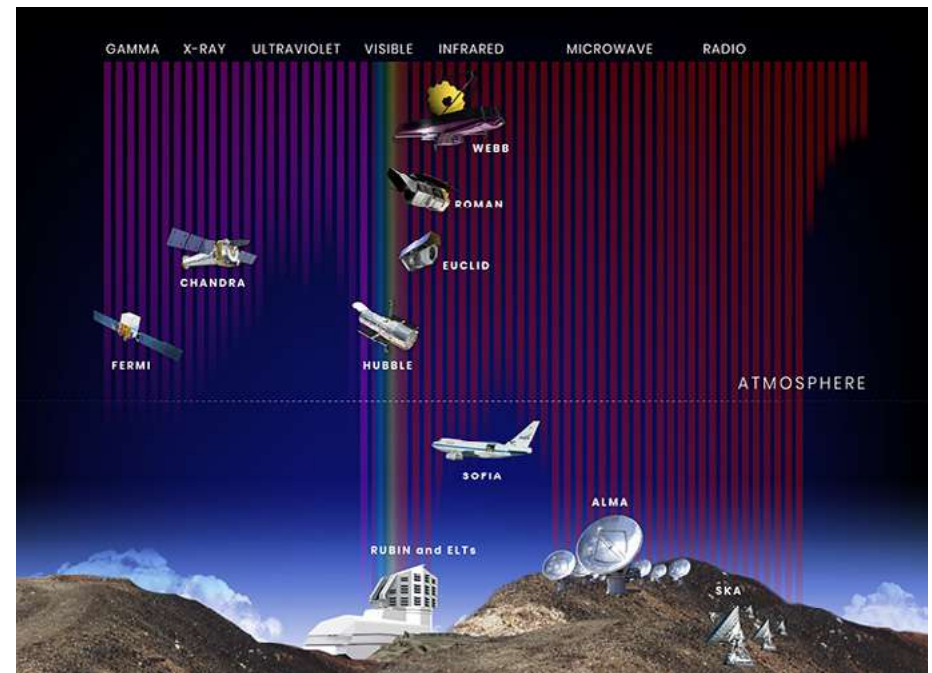 GAMMA X-RAY ULTRAVIOLET VISIBLE INFRARED MICROWAVE RADIO
WEBB
ROMAN
EUCLID
CHANDRA
HUBBLE
FERMI
ATMOSPHERE
SOFIA
ALMA
RUBIN and ELTs
SKA